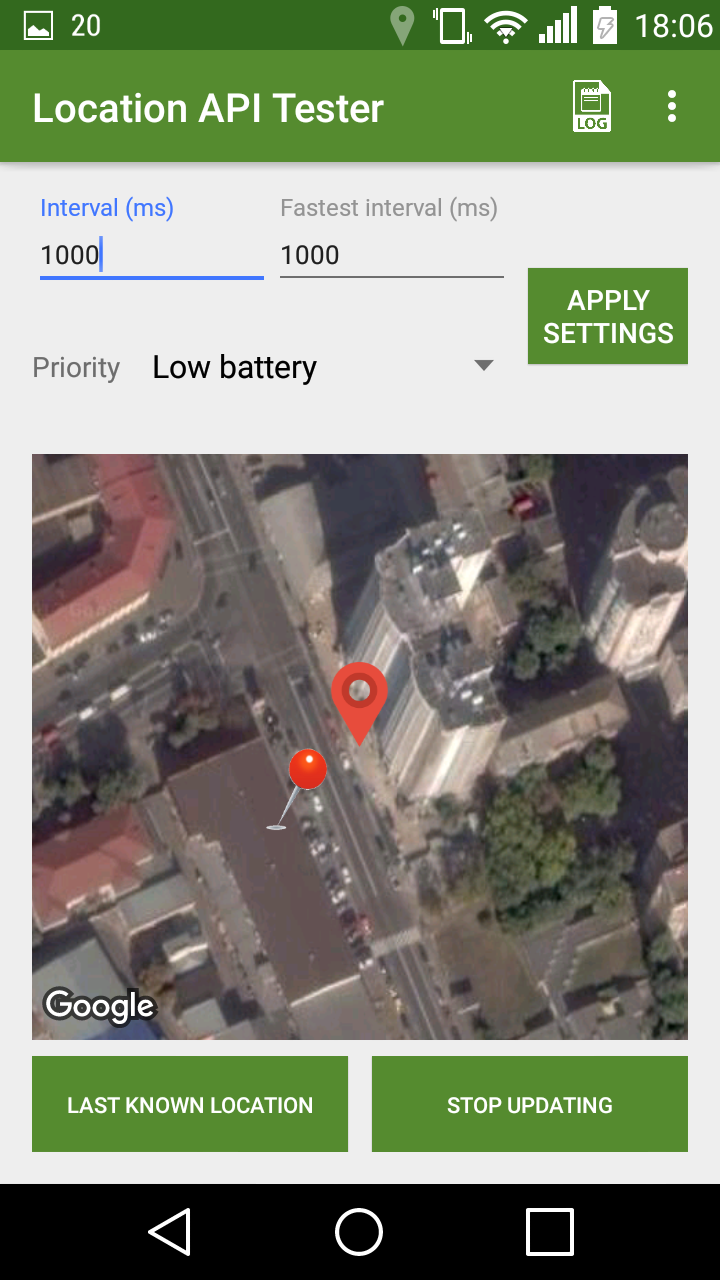 20
18:06
Location API Tester
LOG
Interval (ms)
Fastest interval (ms)
1000
1000
APPLY
SETTINGS
Priority
Low battery
Google
LAST KNOWN LOCATION
STOP UPDATING